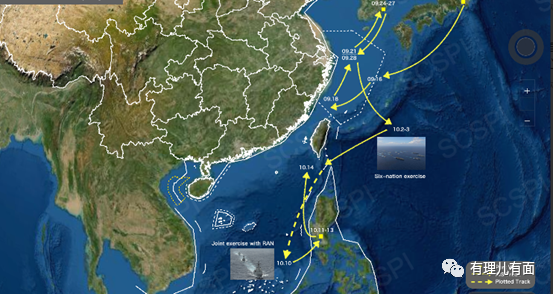 09.24-27
09.21
09.28
09.16
09.18
10.2-3
10.14
Six-nation exercise
10.11-13
Joint exercise with RAN
10.10
SCSPI
有理儿有面
Plotted Track